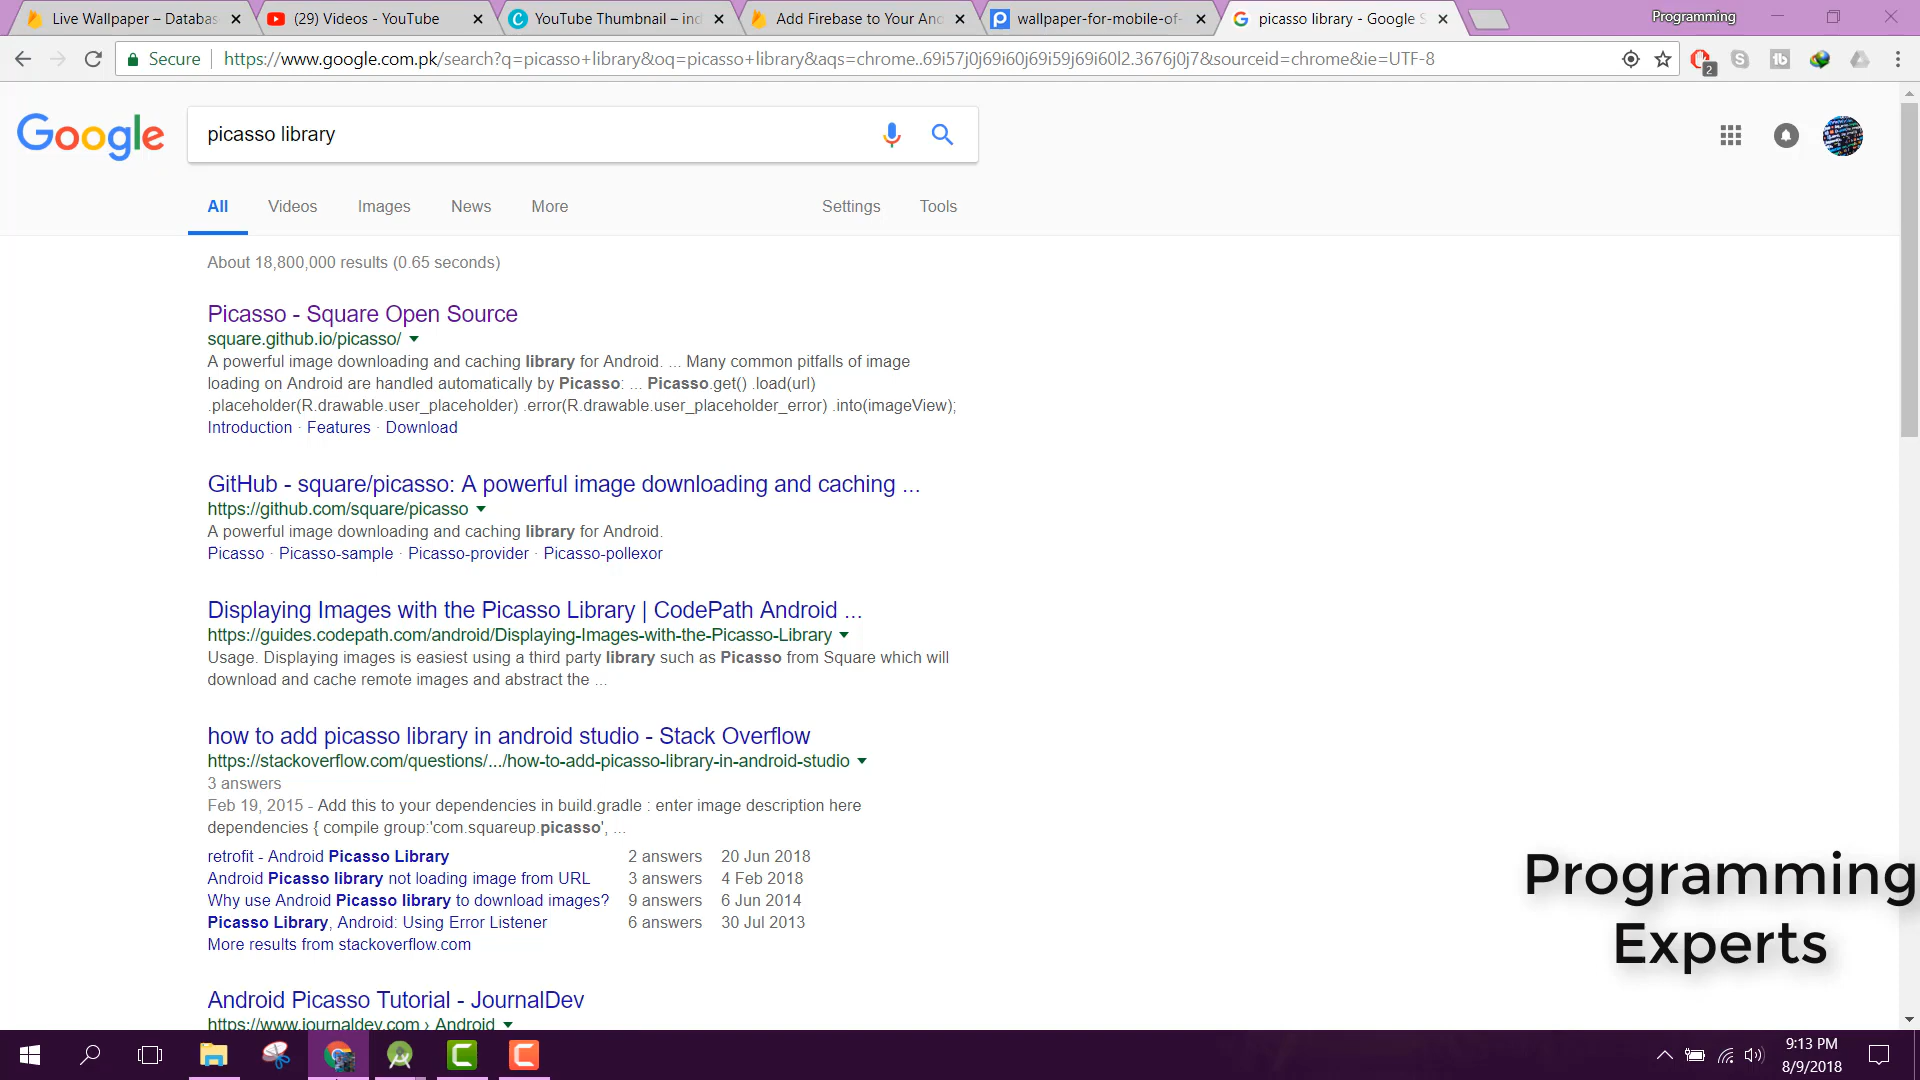 Live Wallpaper – Databas
(29) Videos - YouTube
YouTube Thumbnail – ind
Add Firebase to Your And
wallpaper-for-mobile-of-
picasso library - Google S
Programming
Secure
https://www.google.com.pk/search?q=picasso+library&oq=picasso+library&aqs=chrome..69i57j0j69i60j69i59j69i60l2.3676j0j7&sourceid=chrome&ie=UTF-8
2
Google
picasso library
All
Videos
Images
News
More
Settings
Tools
About 18,800,000 results (0.65 seconds)
Picasso - Square Open Source
square.github.io/picasso/
A powerful image downloading and caching library for Android. ... Many common pitfalls of image
loading on Android are handled automatically by Picasso: ... Picasso.get() .load(url)
.placeholder(R.drawable.user_placeholder) .error(R.drawable.user_placeholder_error) .into(imageView);
Introduction · Features · Download
GitHub - square/picasso: A powerful image downloading and caching ...
https://github.com/square/picasso
A powerful image downloading and caching library for Android.
Picasso · Picasso-sample · Picasso-provider · Picasso-pollexor
Displaying Images with the Picasso Library | CodePath Android ...
https://guides.codepath.com/android/Displaying-Images-with-the-Picasso-Library
Usage. Displaying images is easiest using a third party library such as Picasso from Square which will
download and cache remote images and abstract the ...
how to add picasso library in android studio - Stack Overflow
https://stackoverflow.com/questions/.../how-to-add-picasso-library-in-android-studio
3 answers
Feb 19, 2015 - Add this to your dependencies in build.gradle : enter image description here
dependencies { compile group:'com.squareup.picasso', ...
retrofit - Android Picasso Library 2 answers 20 Jun 2018
Android Picasso library not loading image from URL 3 answers 4 Feb 2018
Why use Android Picasso library to download images? 9 answers 6 Jun 2014
Picasso Library, Android: Using Error Listener 6 answers 30 Jul 2013
More results from stackoverflow.com
Android Picasso Tutorial - JournalDev
https://www.journaldev.com › Android
Programming
Experts
9:13 PM
8/9/2018